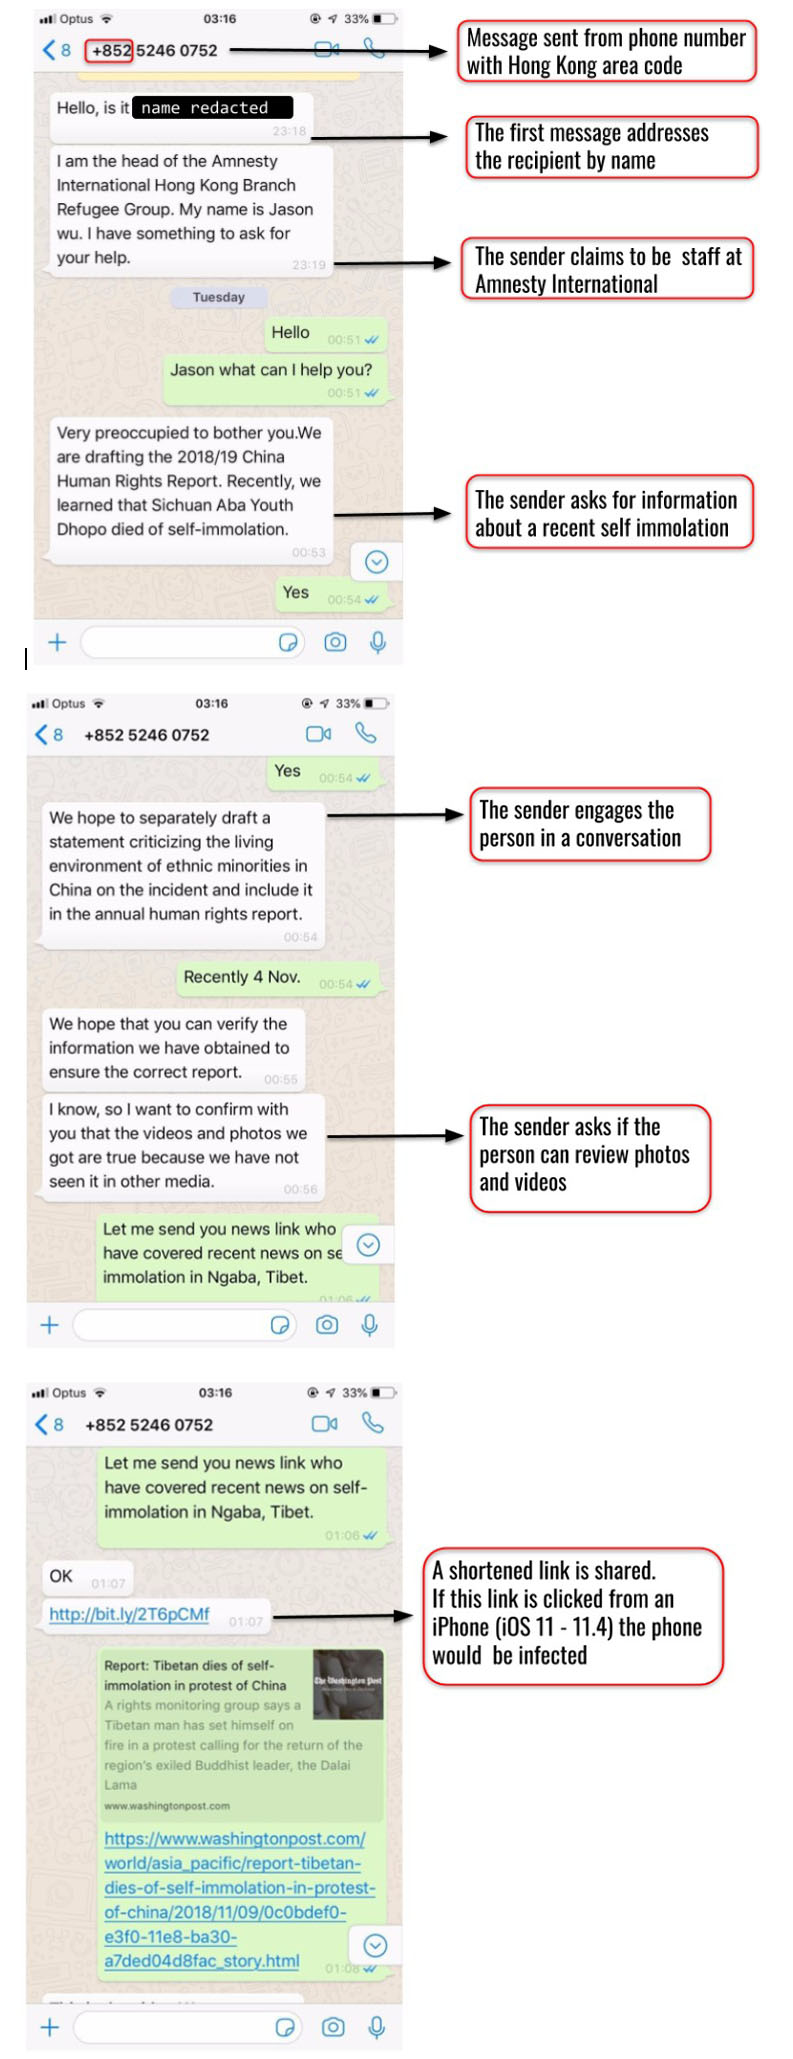 Optus 03:16 33%
8 +852 5246 0752
Message sent from phone number
with Hong Kong area code
Hello, is it name redacted
23:18
The first message addresses
the recipient by name
I am the head of the Amnesty
International Hong Kong Branch
Refugee Group. My name is Jason
wu. I have something to ask for
your help.
23:19
The sender claims to be staff at
Amnesty International
Tuesday
Hello 00:51
Jason what can I help you?
00:51
Very preoccupied to bother you.We
are drafting the 2018/19 China
Human Rights Report. Recently, we
learned that Sichuan Aba Youth
Dhopo died of self-immolation.
00:53
The sender asks for information
about a recent self immolation
Yes 00:54
Optus 03:16 33%
8 +852 5246 0752
Yes 00:54
We hope to separately draft a
statement criticizing the living
environment of ethnic minorities in
China on the incident and include it
in the annual human rights report.
00:54
The sender engages the
person in a conversation
Recently 4 Nov. 00:54
We hope that you can verify the
information we have obtained to
ensure the correct report. 00:55
I know, so I want to confirm with
you that the videos and photos we
got are true because we have not
seen it in other media. 00:56
The sender asks if the
person can review photos
and videos
Let me send you news link who
have covered recent news on se
immolation in Ngaba, Tibet.
01:06
Optus 03:16 33%
8 +852 5246 0752
Let me send you news link who
have covered recent news on self-
immolation in Ngaba, Tibet.
01:06
OK 01:07
http://bit.ly/2T6pCMf 01:07
A shortened link is shared.
If this link is clicked from an
iPhone (iOS 11 - 11.4) the phone
would be infected
Report: Tibetan dies of self-
immolation in protest of China
The Washington Post
A rights monitoring group says a
Tibetan man has set himself on
fire in a protest calling for the return of the
region's exiled Buddhist leader, the Dalai
Lama
www.washingtonpost.com
https://www.washingtonpost.com/
world/asia_pacific/report-tibetan-
dies-of-self-immolation-in-protest-
of-china/2018/11/09/0c0bdef0-
e3f0-11e8-ba30-
a7ded04d8fac_story.html
01:08